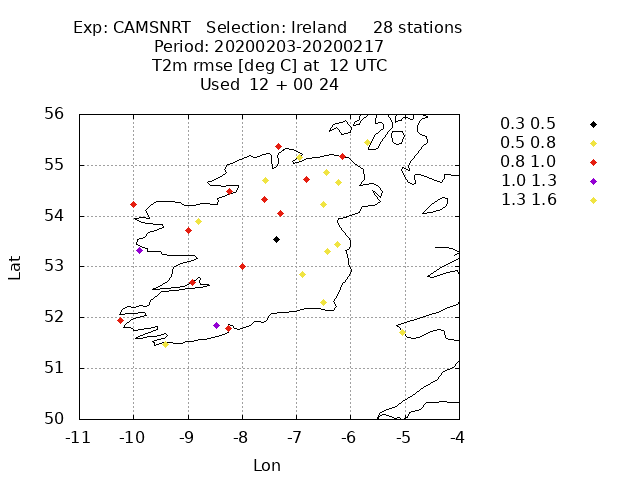 Exp: CAMSNRT   Selection: Ireland     28 stations
Period: 20200203-20200217
T2m rmse [deg C] at  12 UTC
Used  12 + 00 24
0.3 0.5
0.5 0.8
0.8 1.0
1.0 1.3
1.3 1.6
56
55
54
53
52
51
50
Lat
-11 -10 -9 -8 -7 -6 -5 -4
Lon